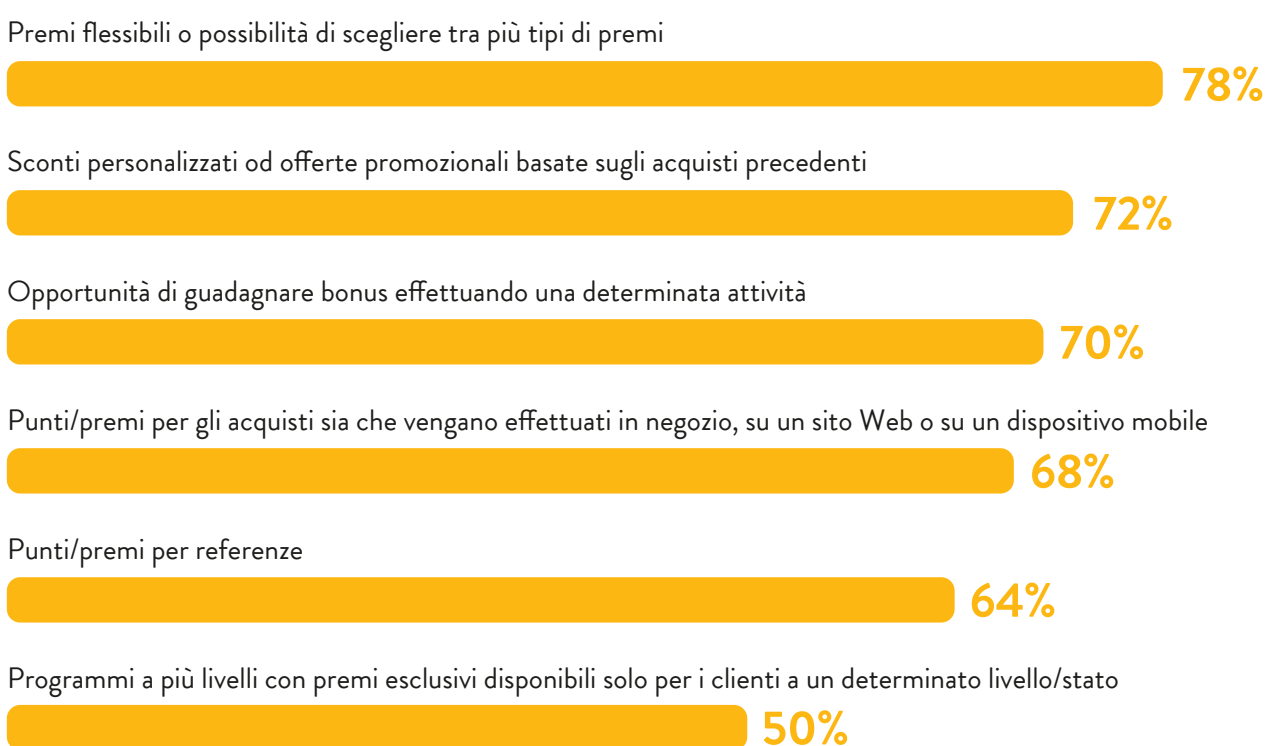 Premi flessibili o possibilità di scegliere tra più tipi di premi
78%
Sconti personalizzati od offerte promozionali basate sugli acquisti precedenti
72%
Opportunità di guadagnare bonus effettuando una determinata attività
70%
Punti/premi per gli acquisti sia che vengano effettuati in negozio, su un sito Web o su un dispositivo mobile
68%
Punti/premi per referenze
64%
Programmi a più livelli con premi esclusivi disponibili solo per i clienti a un determinato livello/stato
50%